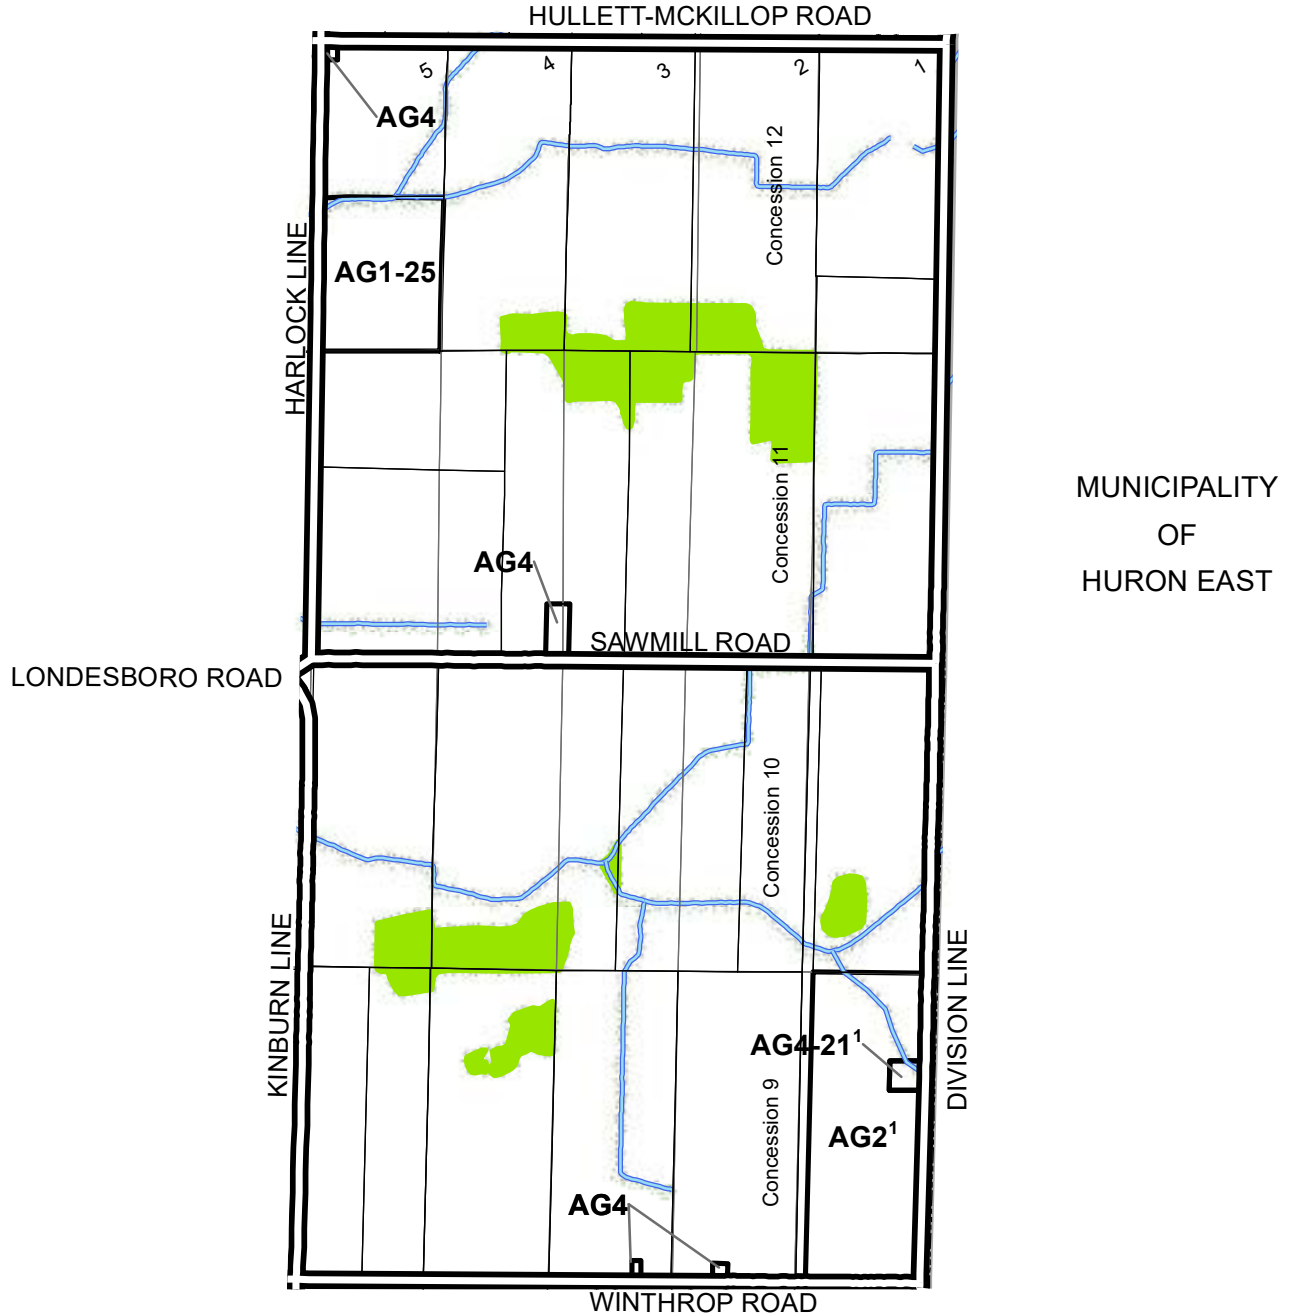 HULLETT-MCKILLOP ROAD
5
4
3
2
1
AG4
Concession 12
HARLOCK LINE
AG1-25
MUNICIPALITY
OF
HURON EAST
Concession 11
AG4
SAWMILL ROAD
LONDESBORO ROAD
Concession 10
KINBURN LINE
DIVISION LINE
AG4-21¹
AG2¹
Concession 9
AG4
WINTHROP ROAD